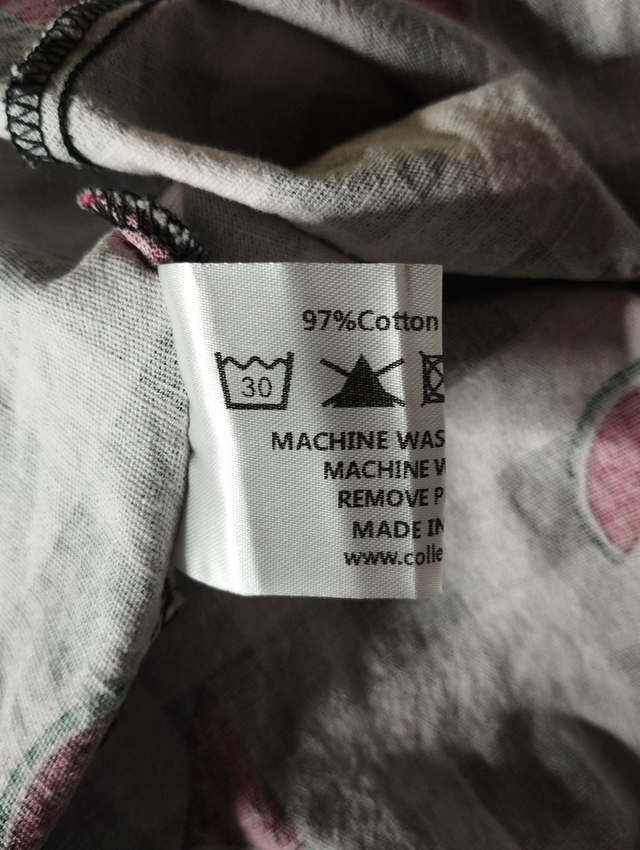 97%Cotton
30
MACHINE WAS
MACHINE W
REMOVE P
MADE IN
www.colle